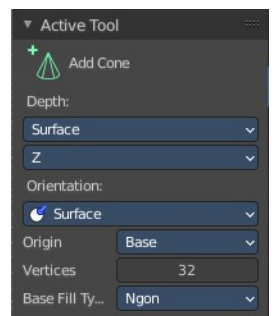 Active Tool
Add Cone
Depth:
Surface
Z
Orientation:
Surface
Origin Base
Vertices 32
Base Fill Ty... Ngon